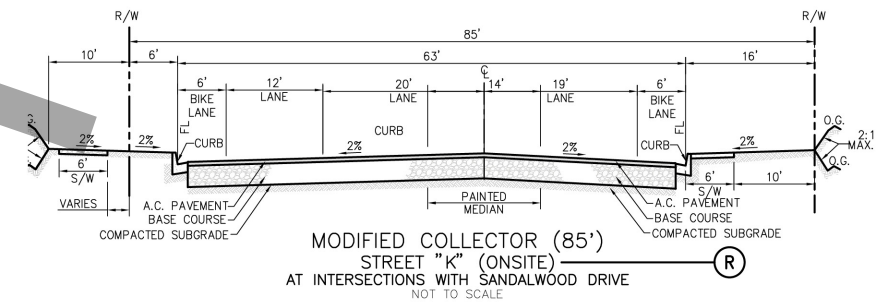 R/W R/W
85'
10' 6' 63' 16'
℄
6' 12' 20' 14' 19' 6'
BIKE LANE LANE LANE LANE BIKE
LANE LANE
CURB
FL FL
CURB CURB
2% 2% 2% 2% 2%
O.G. 2:1
MAX.
O.G.
6' 6'
S/W S/W
10'
VARIES
A.C. PAVEMENT PAINTED A.C. PAVEMENT
BASE COURSE MEDIAN BASE COURSE
COMPACTED SUBGRADE COMPACTED SUBGRADE
MODIFIED COLLECTOR (85')
STREET "K" (ONSITE) R
AT INTERSECTIONS WITH SANDALWOOD DRIVE
NOT TO SCALE